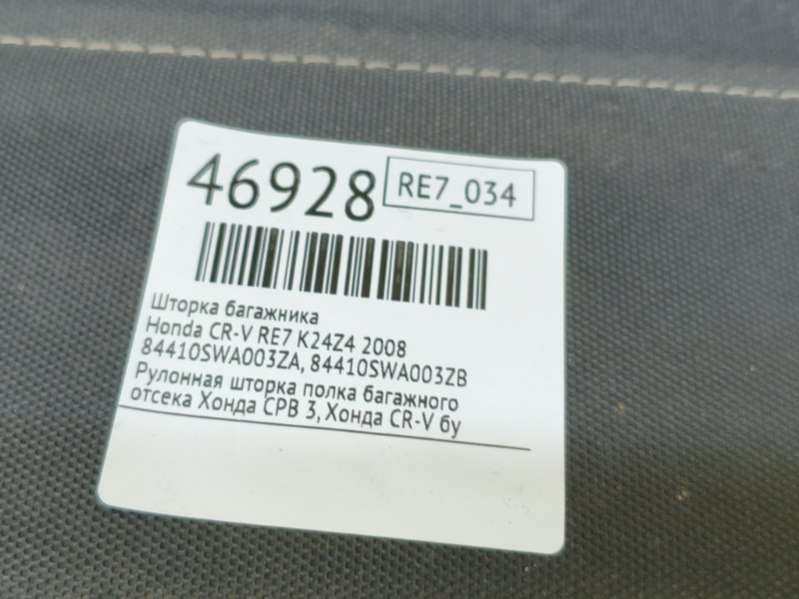 46928
RE7_034
Шторка багажника
Honda CR-V RE7 K24Z4 2008
84410SWA003ZA, 84410SWA003ZB
Рулонная шторка полка багажного
отсека Хонда СРВ 3, Хонда CR-V бу